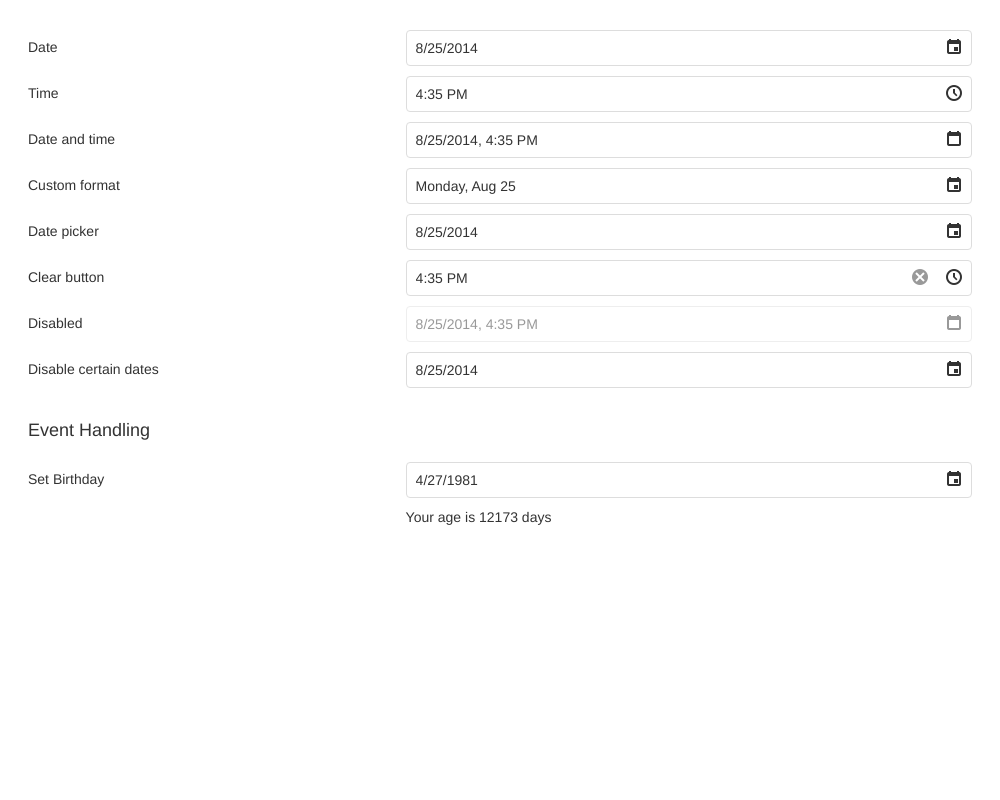 Date
8/25/2014
Time
4:35 PM
Date and time
8/25/2014, 4:35 PM
Custom format
Monday, Aug 25
Date picker
8/25/2014
Clear button
4:35 PM
Disabled
8/25/2014, 4:35 PM
Disable certain dates
8/25/2014
Event Handling
Set Birthday
4/27/1981
Your age is 12173 days